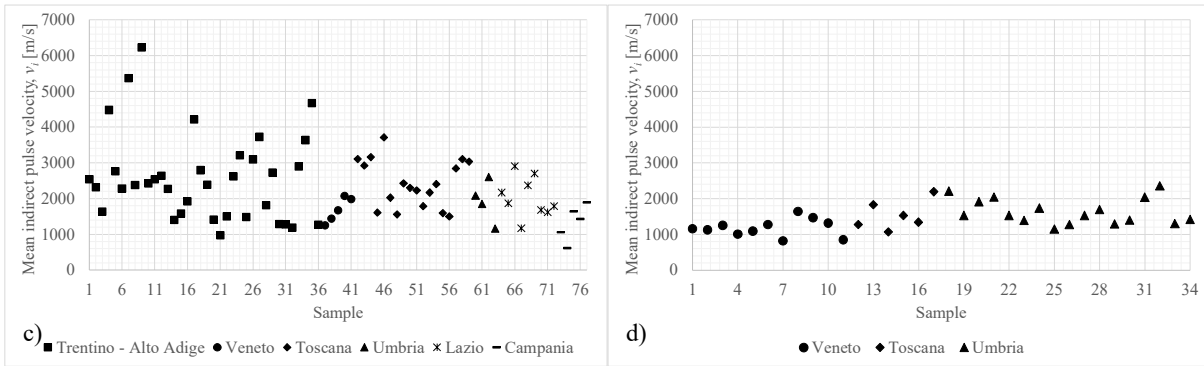 Mean indirect pulse velocity, vi [m/s]
7000
6000
5000
4000
3000
2000
1000
0
1 6 11 16 21 26 31 36 41 46 51 56 61 66 71 76
Sample
c)
Trentino - Alto Adige Veneto Toscana Umbria Lazio Campania
Mean indirect pulse velocity, vi [m/s]
7000
6000
5000
4000
3000
2000
1000
0
1 4 7 10 13 16 19 22 25 28 31 34
Sample
d)
Veneto Toscana Umbria